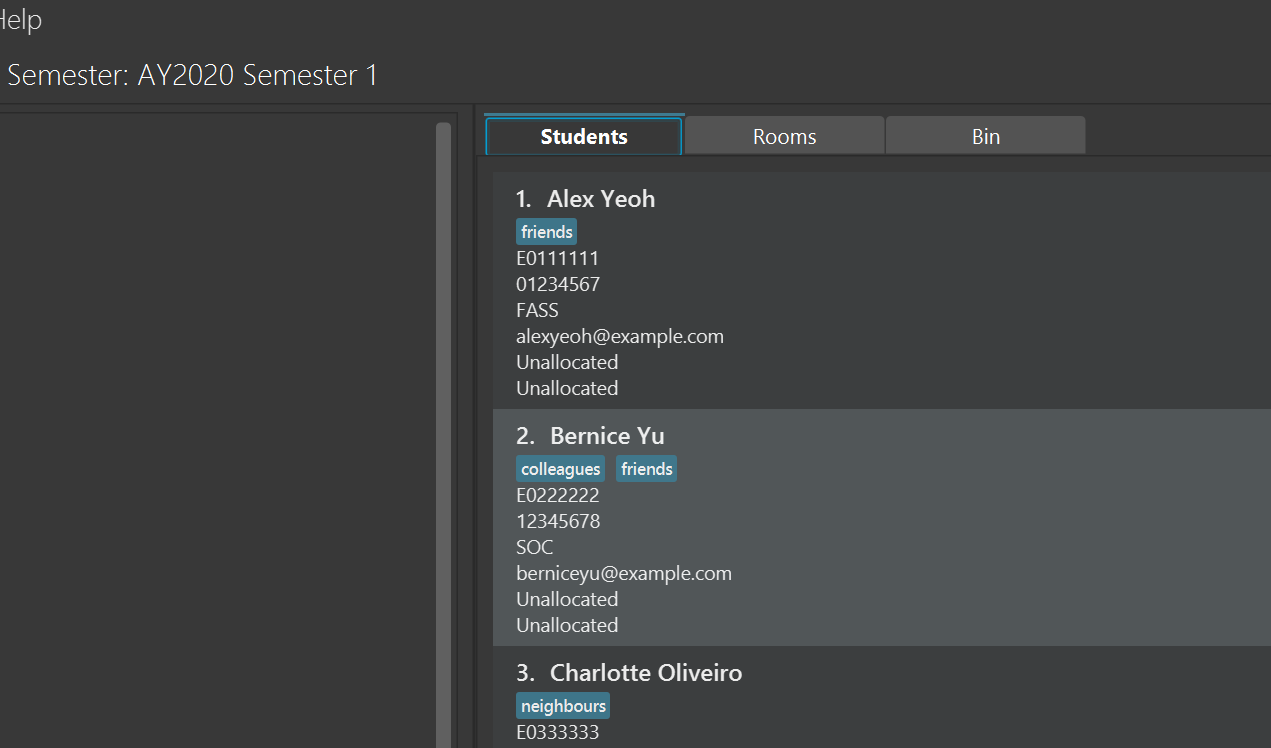 Help
Semester: AY2020 Semester 1
Students Rooms Bin
1. Alex Yeoh
friends
E0111111
01234567
FASS
alexyeoh@example.com
Unallocated
Unallocated
2. Bernice Yu
colleagues friends
E0222222
12345678
SOC
berniceyu@example.com
Unallocated
Unallocated
3. Charlotte Oliveiro
neighbours
E0333333